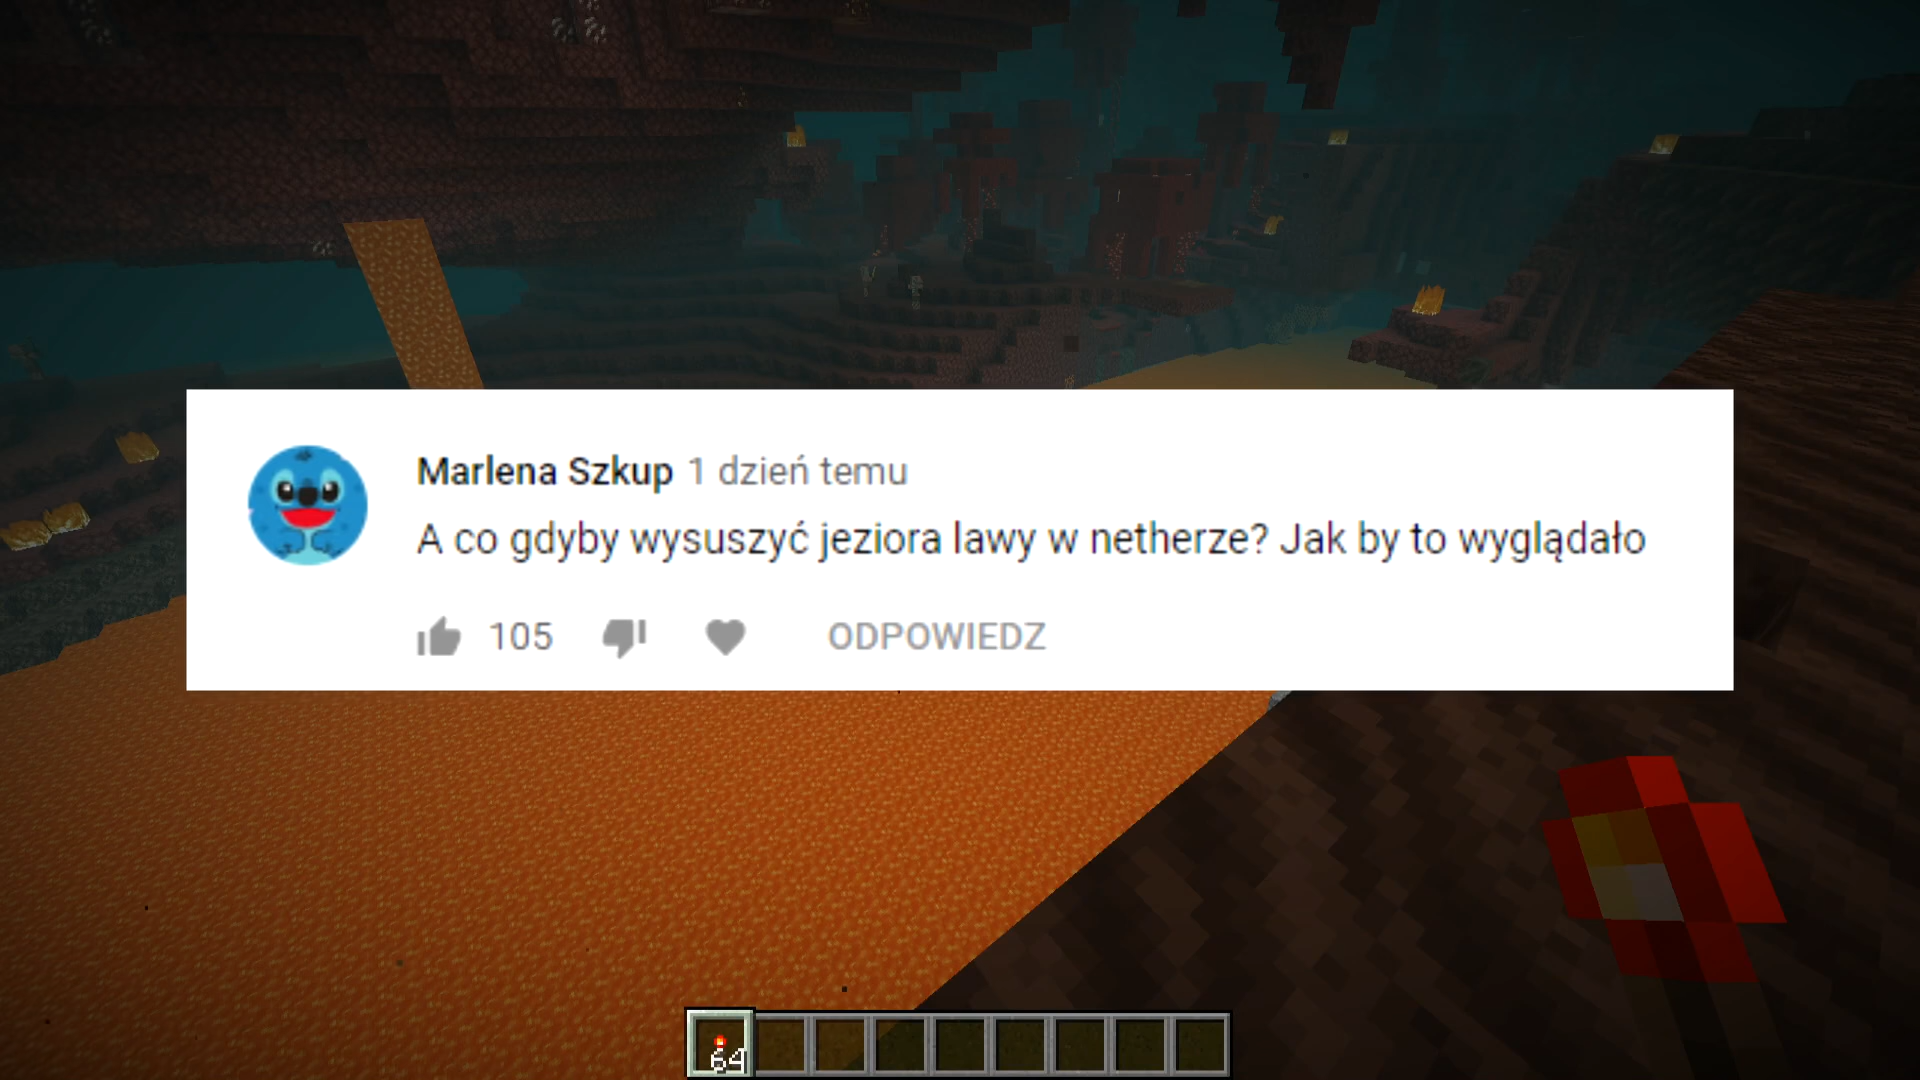 Marlena Szkup 1 dzień temu
A co gdyby wysuszyć jeziora lawy w netherze? Jak by to wyglądało
105 ODPOWIEDZ
64